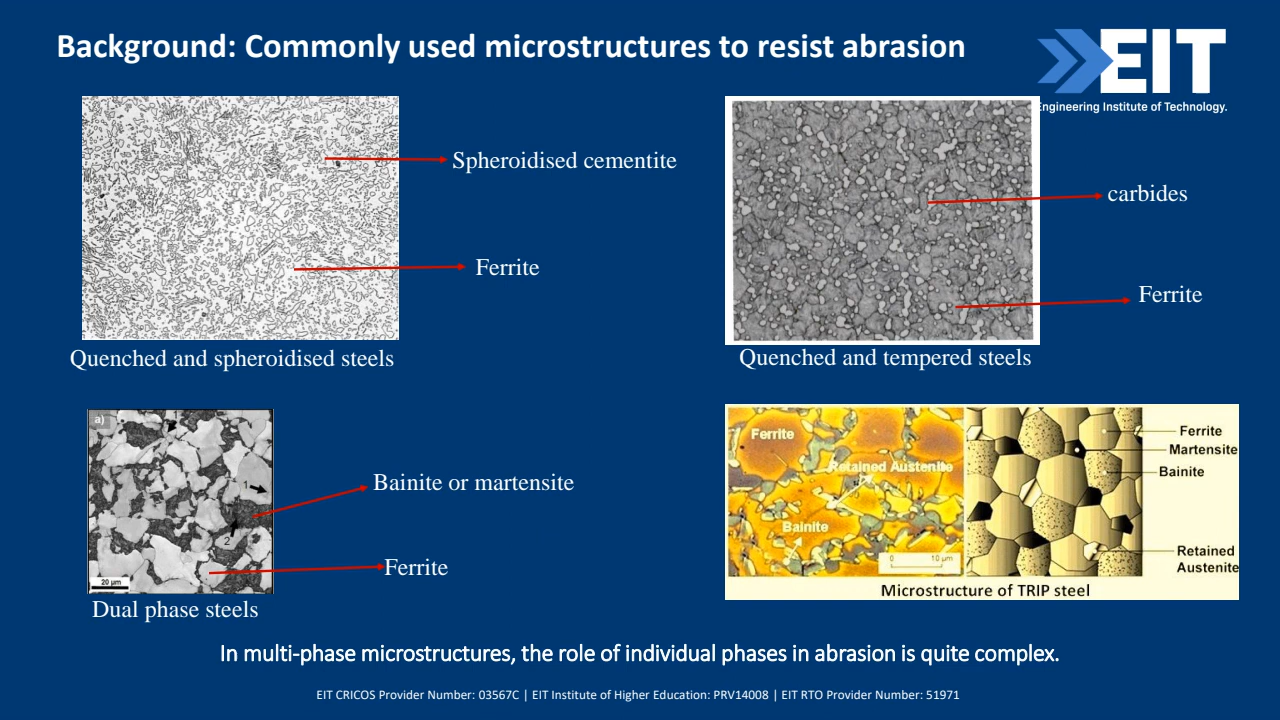 Background: Commonly used microstructures to resist abrasion
EIT
Engineering Institute of Technology.
Spheroidised cementite
Ferrite
Quenched and spheroidised steels
carbides
Ferrite
Quenched and tempered steels
a)
1
2
20 µm
Bainite or martensite
Ferrite
Dual phase steels
Ferrite
Retained Austenite
Bainite
0 10 µm
Ferrite
Martensite
Bainite
Retained
Austenite
Microstructure of TRIP steel
In multi-phase microstructures, the role of individual phases in abrasion is quite complex.
EIT CRICOS Provider Number: 03567C | EIT Institute of Higher Education: PRV14008 | EIT RTO Provider Number: 51971